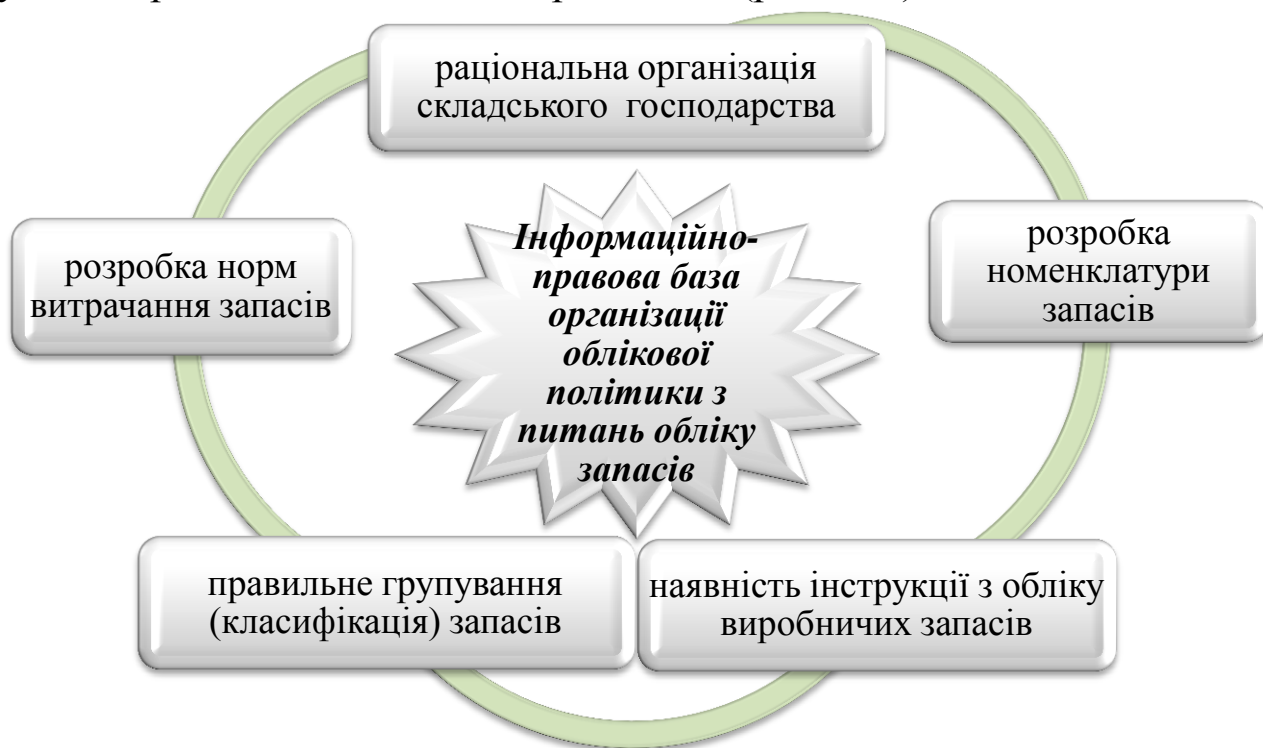 раціональна організація
складського господарства
розробка норм
витрачання запасів
Інформаційно-
правова база
організації
облікової
політики з
питань обліку
запасів
розробка
номенклатури
запасів
правильне групування
(класифікація) запасів
наявність інструкції з обліку
виробничих запасів